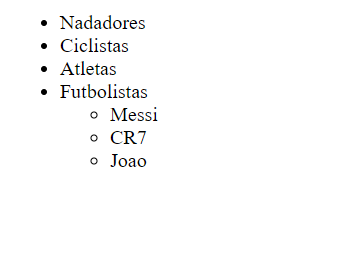 Nadadores
Ciclistas
Atletas
Futbolistas
Messi
CR7
Joao